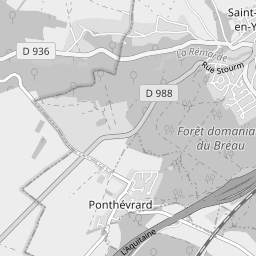 Saint-
en-Y
La Rémarde
D 936
Rue Stourm
D 988
Forêt domania
du Bréau
Ponthévrard
L'Aquitaine